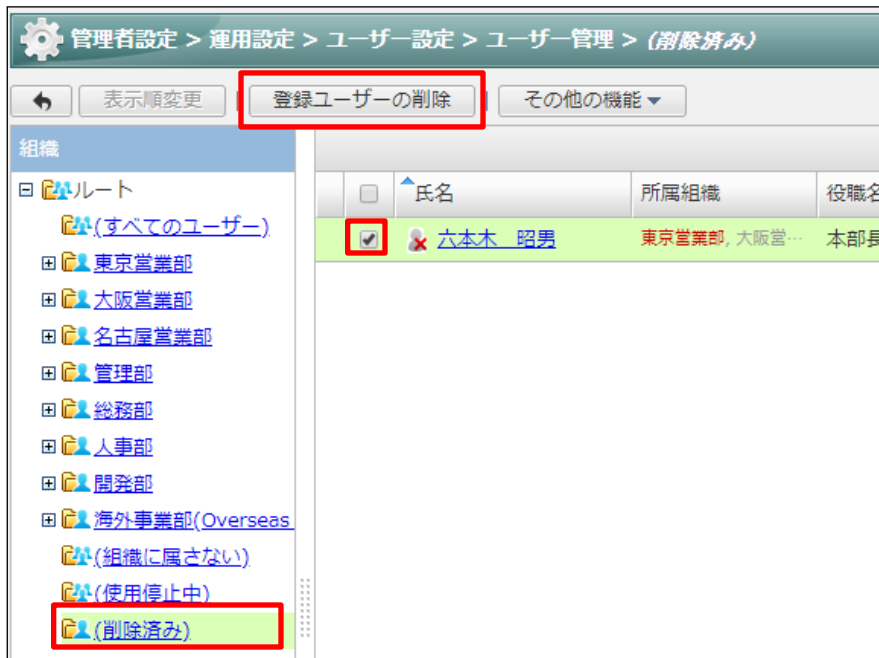 管理者設定 > 運用設定 > ユーザー設定 > ユーザー管理 > (削除済み)
表示順変更 | 登録ユーザーの削除 | その他の機能
組織
ルート
(すべてのユーザー)
東京営業部
大阪営業部
名古屋営業部
管理部
総務部
人事部
開発部
海外事業部(Overseas
(組織に属さない)
(使用停止中)
(削除済み)
氏名 所属組織 役職名
六本木 昭男 東京営業部, 大阪営… 本部長